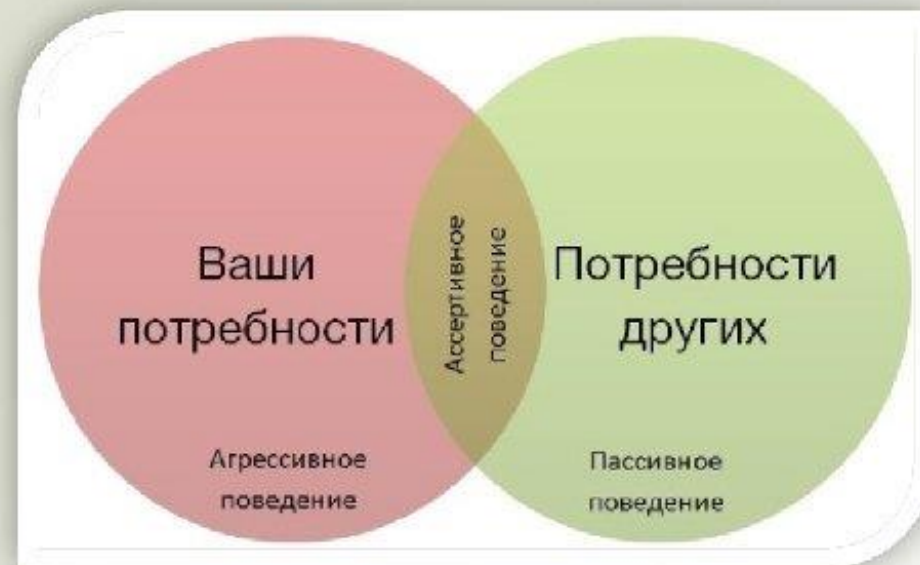 Ваши
потребности
Агрессивное
поведение
Ассертивное
поведение
Потребности
других
Пассивное
поведение